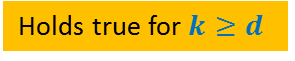 Holds true for k ≥ d